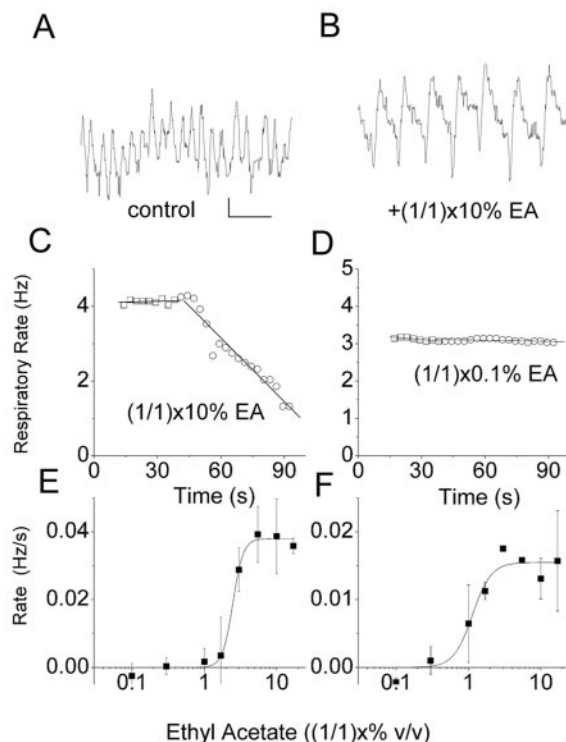 A
B
control
+(1/1)x10% EA
C
D
Respiratory Rate (Hz)
4
2
0
(1/1)x10% EA
0 30 60 90
Time (s)
5
4
3
2
1
0
(1/1)x0.1% EA
0 30 60 90
Time (s)
E
F
Rate (Hz/s)
0.04
0.02
0.00
0.1 1 10
0.02
0.01
0.00
0.1 1 10
Ethyl Acetate ((1/1)x% v/v)